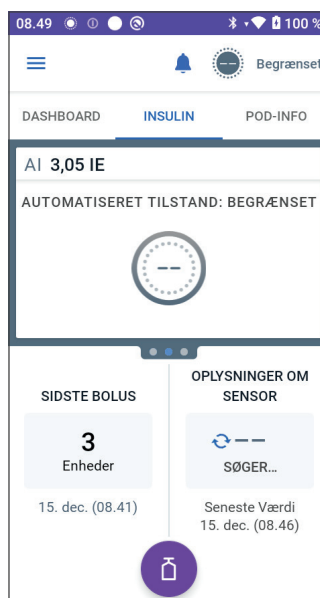 08.49 100 %
Begrænset
DASHBOARD INSULIN POD-INFO
AI 3,05 IE
AUTOMATISERET TILSTAND: BEGRÆNSET
SIDSTE BOLUS
3
Enheder
15. dec. (08.41)
OPLYSNINGER OM
SENSOR
SØGER...
Seneste Værdi
15. dec. (08.46)